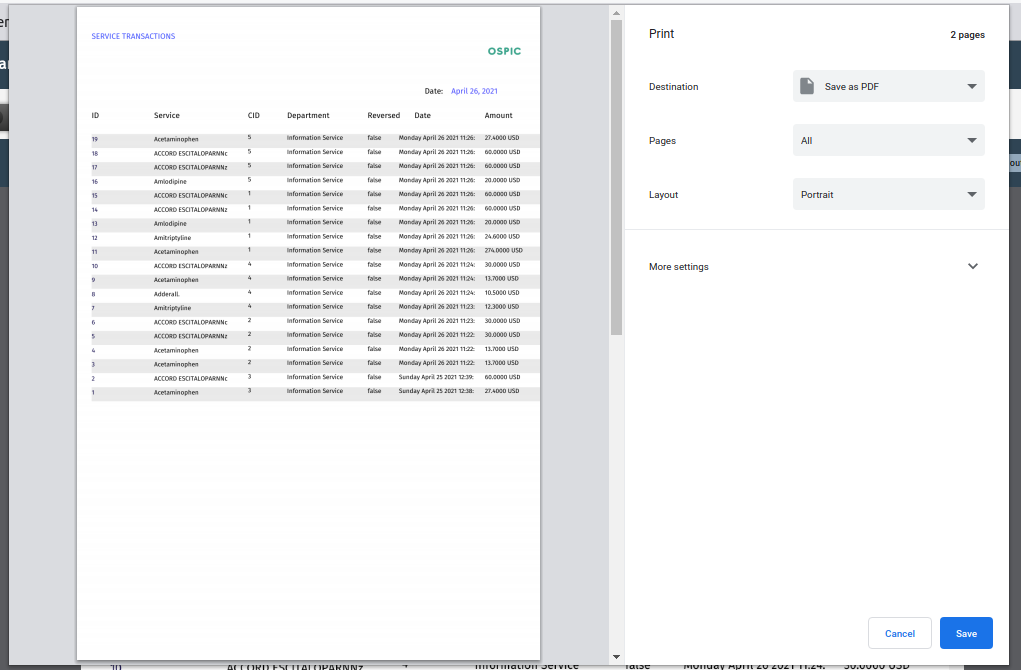 SERVICE TRANSACTIONS
OSPIC
Date: April 26, 2021
ID Service CID Department Reversed Date Amount
19 Acetaminophen 5 Information Service false Monday April 26 2021 11:26: 27.4000 USD
18 ACCORD ESCITALOPARNNc 5 Information Service false Monday April 26 2021 11:26: 60.0000 USD
17 ACCORD ESCITALOPARNNz 5 Information Service false Monday April 26 2021 11:26: 60.0000 USD
16 Amlodipine 5 Information Service false Monday April 26 2021 11:26: 20.0000 USD
15 ACCORD ESCITALOPARNNc 1 Information Service false Monday April 26 2021 11:26: 60.0000 USD
14 ACCORD ESCITALOPARNNz 1 Information Service false Monday April 26 2021 11:26: 60.0000 USD
13 Amlodipine 1 Information Service false Monday April 26 2021 11:26: 20.0000 USD
12 Amitriptyline 1 Information Service false Monday April 26 2021 11:26: 24.6000 USD
11 Acetaminophen 1 Information Service false Monday April 26 2021 11:26: 274.0000 USD
10 ACCORD ESCITALOPARNNz 4 Information Service false Monday April 26 2021 11:24: 30.0000 USD
9 Acetaminophen 4 Information Service false Monday April 26 2021 11:24: 13.7000 USD
8 Adderall. 4 Information Service false Monday April 26 2021 11:24: 10.5000 USD
7 Amitriptyline 4 Information Service false Monday April 26 2021 11:23: 12.3000 USD
6 ACCORD ESCITALOPARNNc 2 Information Service false Monday April 26 2021 11:23: 30.0000 USD
5 ACCORD ESCITALOPARNNz 2 Information Service false Monday April 26 2021 11:22: 30.0000 USD
4 Acetaminophen 2 Information Service false Monday April 26 2021 11:22: 13.7000 USD
3 Acetaminophen 2 Information Service false Monday April 26 2021 11:22: 13.7000 USD
2 ACCORD ESCITALOPARNNc 3 Information Service false Sunday April 25 2021 12:39: 60.0000 USD
1 Acetaminophen 3 Information Service false Sunday April 25 2021 12:38: 27.4000 USD
Print 2 pages
Destination Save as PDF
Pages All
Layout Portrait
More settings
Cancel Save
10 ACCORD ESCITALOPARNNz 4 Information Service false Monday April 26 2021 11:24: 30.0000 USD